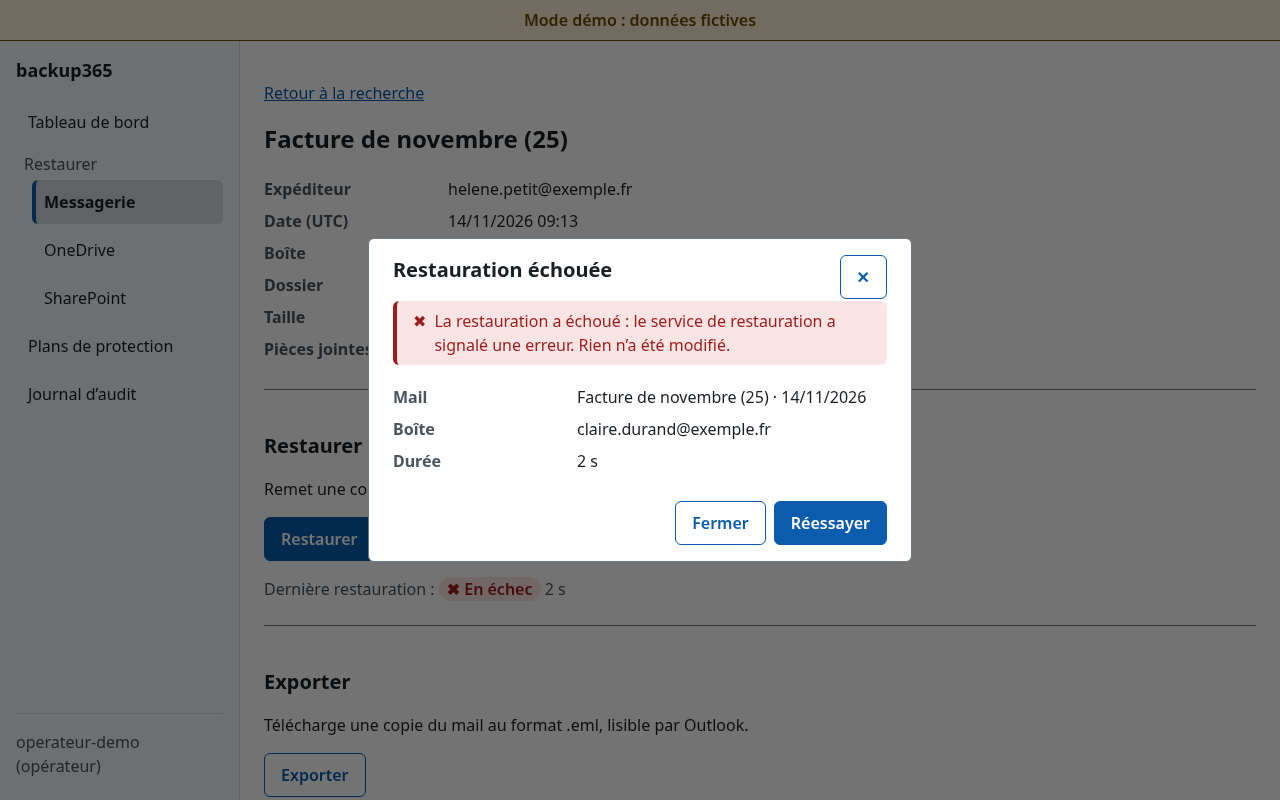 Mode démo : données fictives
backup365
Tableau de bord
Restaurer
Messagerie
OneDrive
SharePoint
Plans de protection
Journal d’audit
operateur-demo
(opérateur)
Retour à la recherche
Facture de novembre (25)
Expéditeur helene.petit@exemple.fr
Date (UTC) 14/11/2026 09:13
Boîte
Dossier
Taille
Pièces jointes
Restauration échouée
×
✖ La restauration a échoué : le service de restauration a
signalé une erreur. Rien n’a été modifié.
Mail Facture de novembre (25) · 14/11/2026
Boîte claire.durand@exemple.fr
Durée 2 s
Fermer Réessayer
Restaurer
Remet une
Restaurer
Dernière restauration : ✖ En échec 2 s
Exporter
Télécharge une copie du mail au format .eml, lisible par Outlook.
Exporter